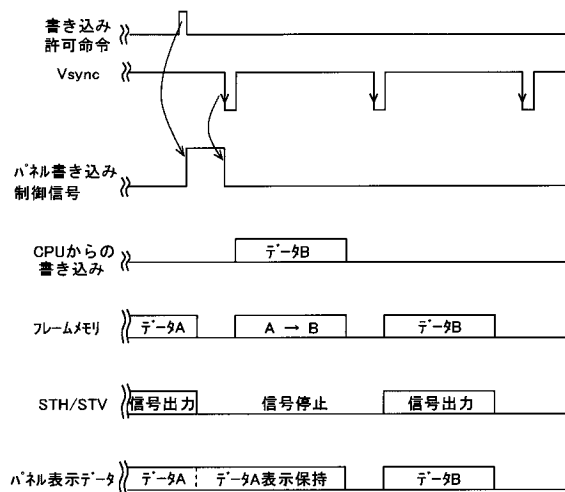 書き込み
許可命令
Vsync
パネル書き込み
制御信号
CPUからの
書き込み
データB
フレームメモリ
データA
A → B
データB
STH/STV
信号出力
信号停止
信号出力
パネル表示データ
データA
データA表示保持
データB